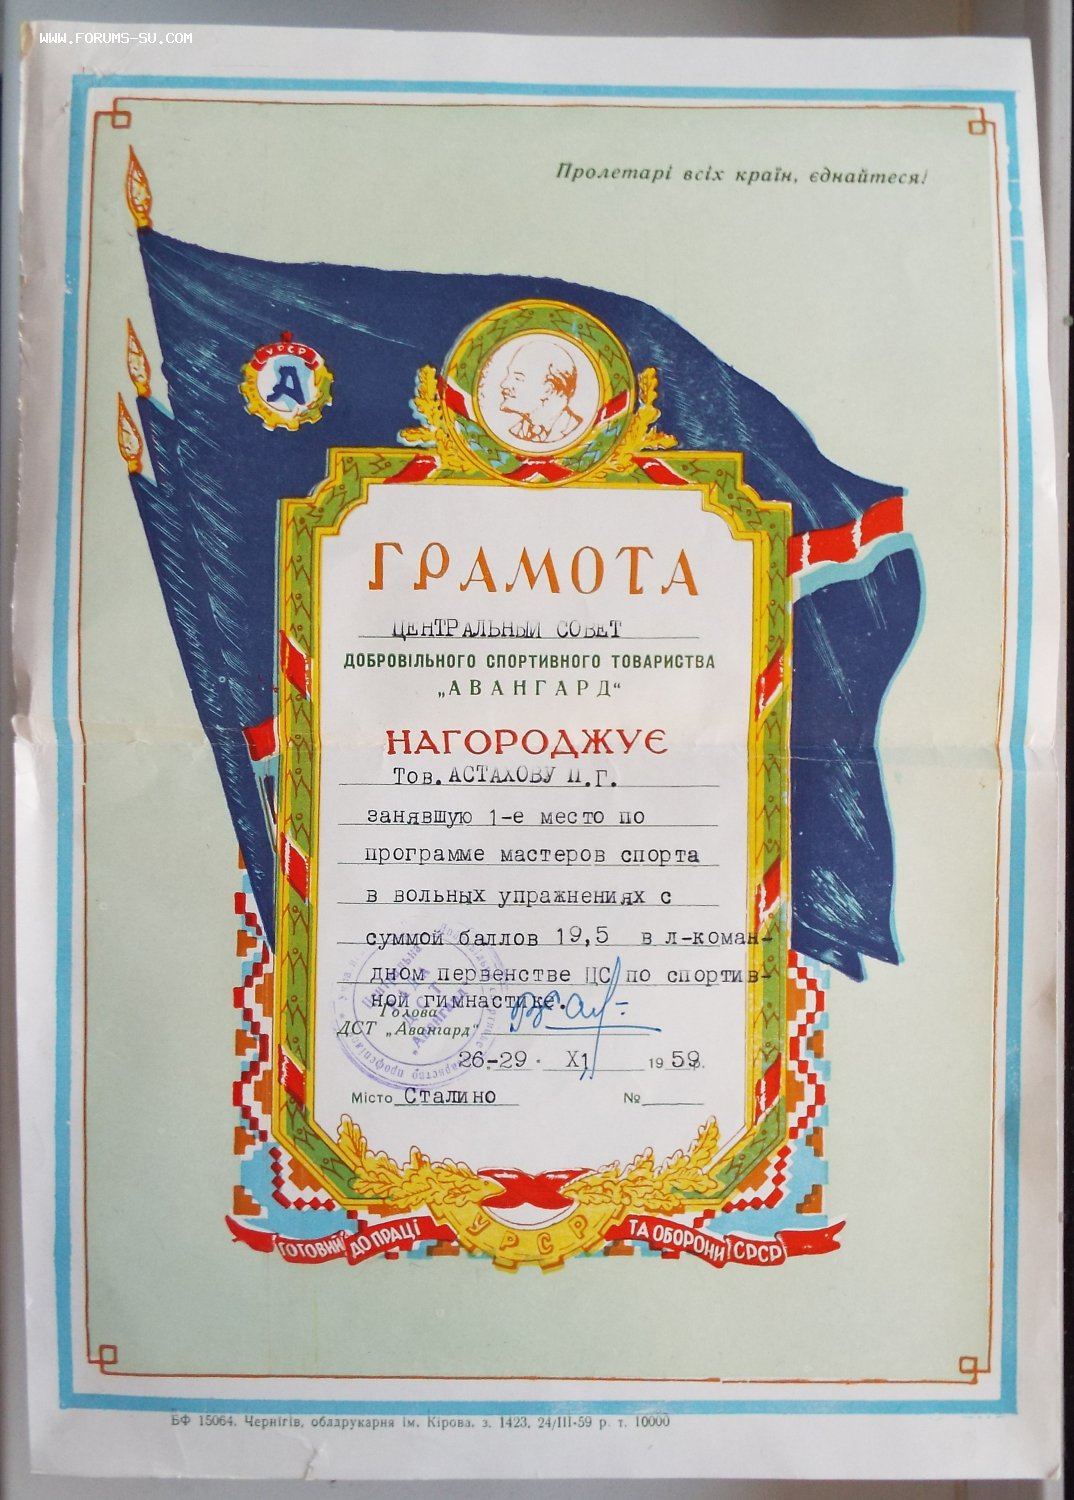 WWW.FORUMS-SU.COM
Пролетарі всіх країн, єднайтеся!
УРСР
А
ГРАМОТА
ЦЕНТРАЛЬНЫЙ СОВЕТ
ДОБРОВІЛЬНОГО СПОРТИВНОГО ТОВАРИСТВА
„АВАНГАРД“
НАГОРОДЖУЄ
Тов. АСТАХОВУ П.Г.
занявшую 1-е место по
программе мастеров спорта
в вольных упражнениях с
суммой баллов 19,5 в л-коман-
дном первенстве ЦС по спортив-
ной гимнастике.
Голова
ДСТ „Авангард“
26-29. XI 1959.
Місто Сталино №
УРСР
ГОТОВИЙ ДО ПРАЦІ ТА ОБОРОНИ СРСР
БФ 15064. Чернігів, облдрукарня ім. Кірова, з. 1423, 24/III-59 р. т. 10000